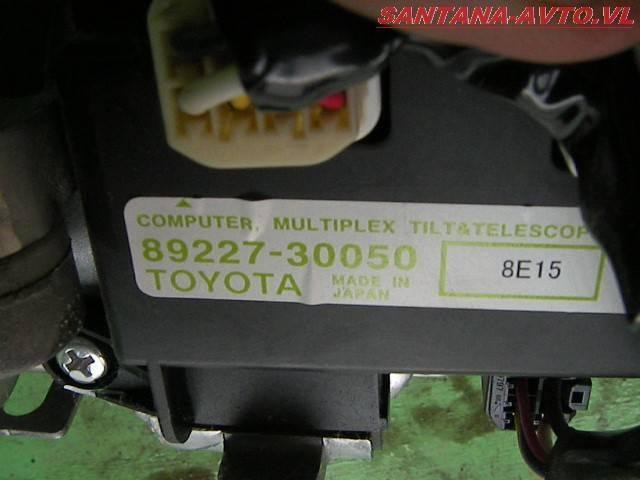 SANTANA-AVTO.VL
COMPUTER, MULTIPLEX TILT&TELESCOP
89227-30050
8E15
TOYOTA MADE IN
JAPAN